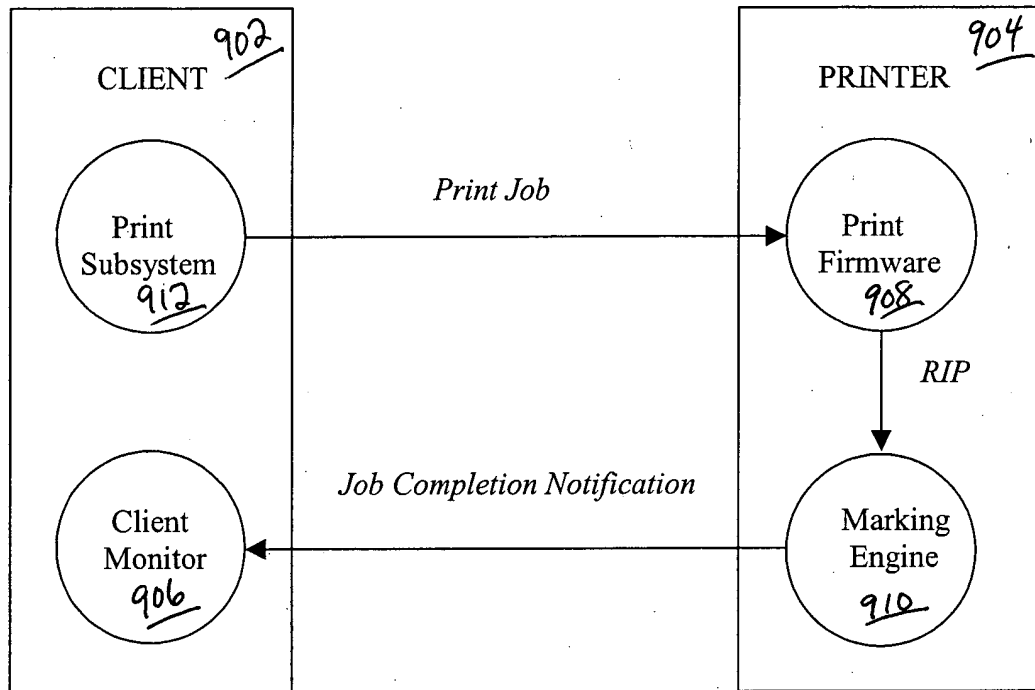 902
CLIENT
904
PRINTER
Print Job
Print
Subsystem
912
Print
Firmware
908
RIP
Job Completion Notification
Client
Monitor
906
Marking
Engine
910